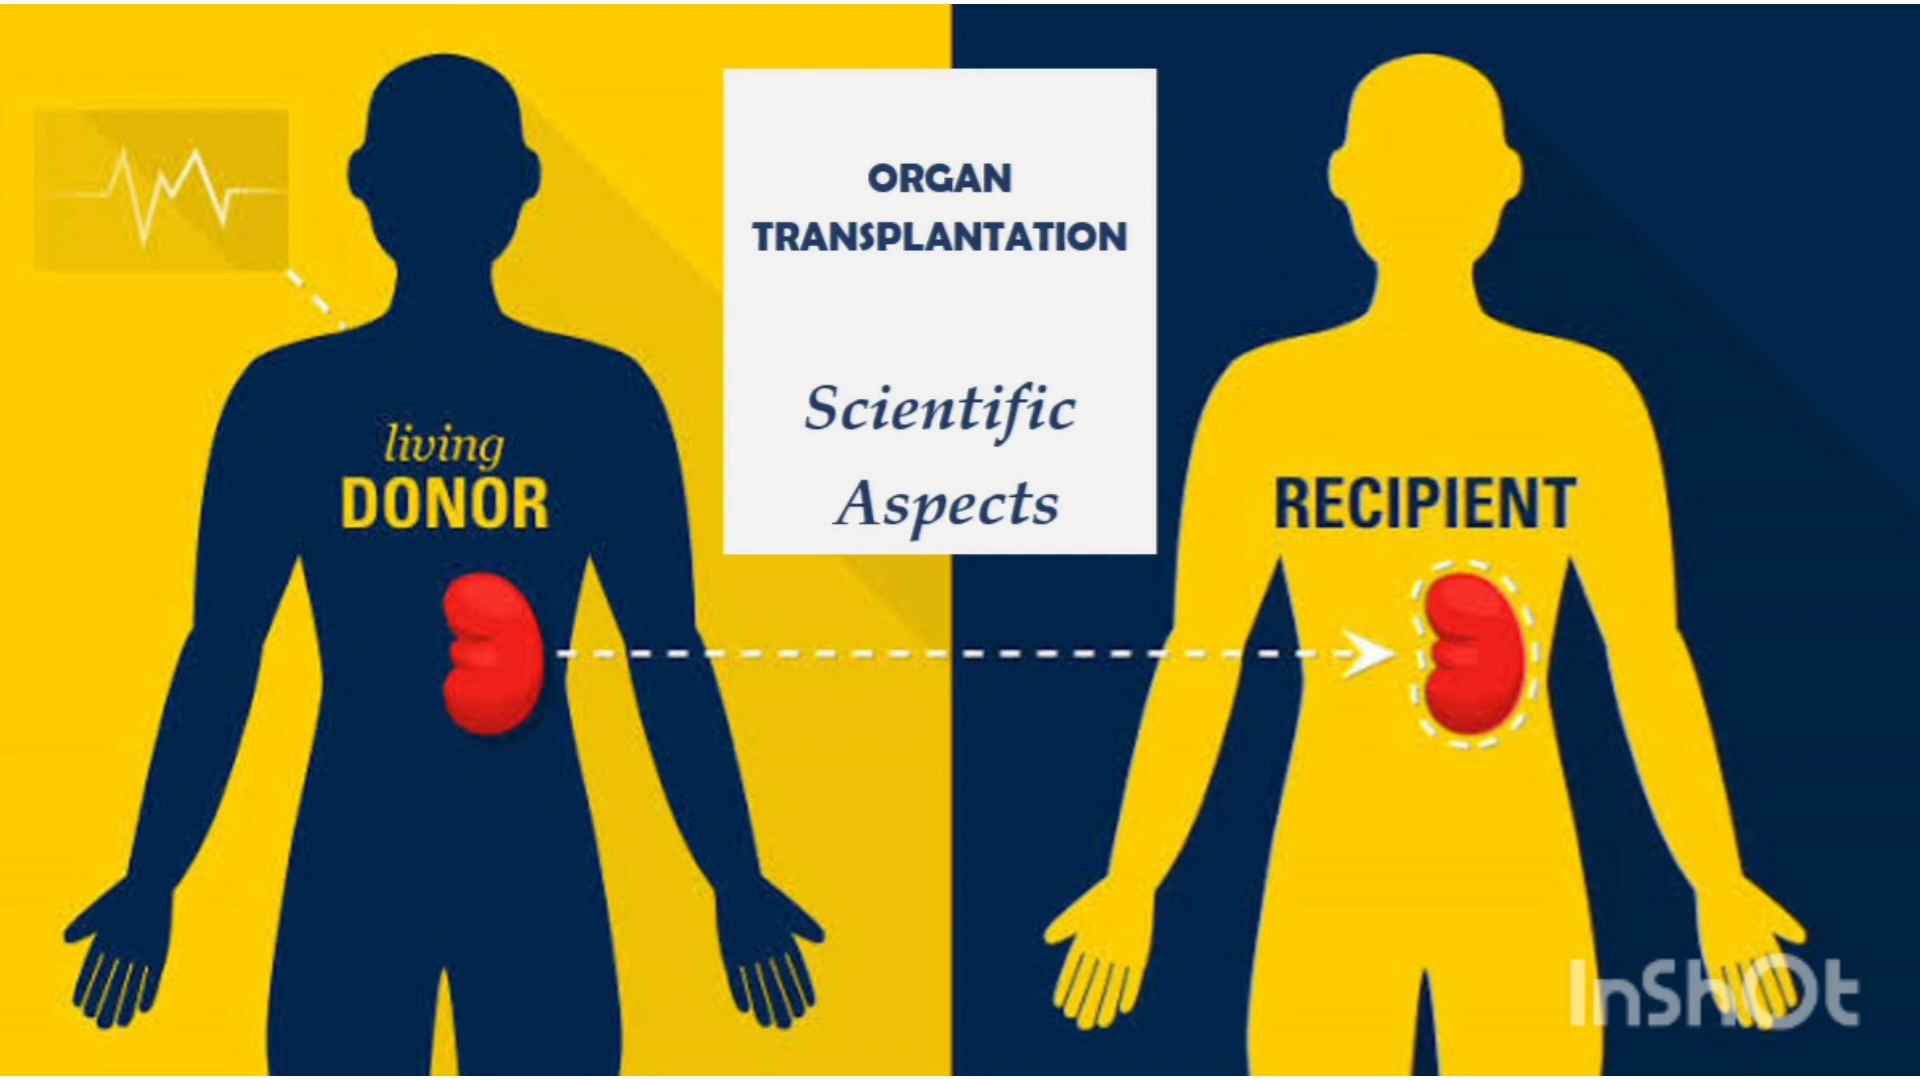 ORGAN
TRANSPLANTATION
Scientific
Aspects
living
DONOR
RECIPIENT
InShOt